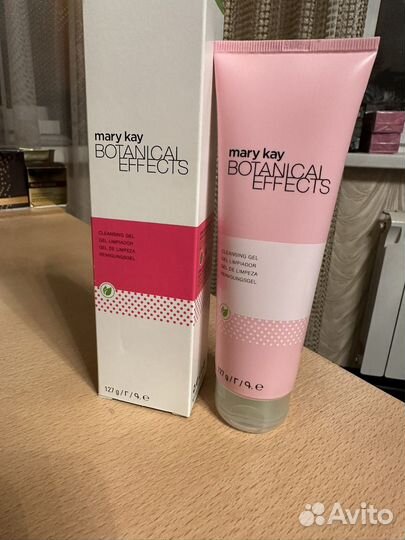 mary kay
BOTANICAL
EFFECTS
CLEANSING GEL
GEL LIMPIADOR
GEL DE LIMPEZA
REINIGUNGSGEL
127 g / Г / գ. ℮
mary kay
BOTANICAL
EFFECTS
CLEANSING GEL
GEL LIMPIADOR
GEL DE LIMPEZA
REINIGUNGSGEL
127 g / Г / գ. ℮
Avito